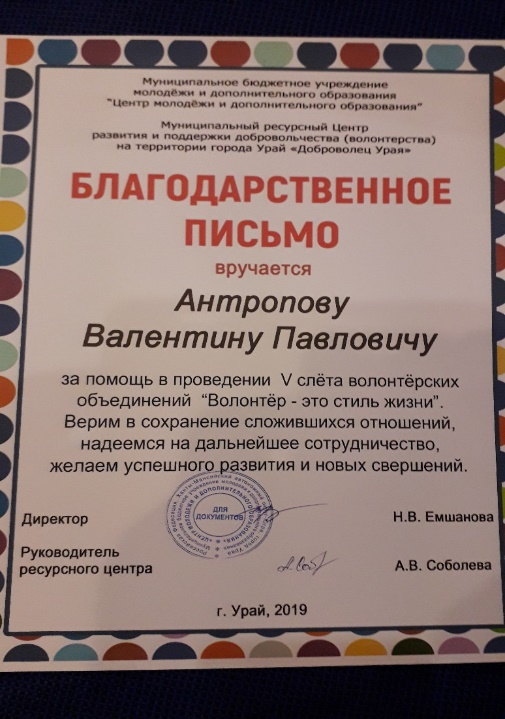 Муниципальное бюджетное учреждение
молодёжи и дополнительного образования
"Центр молодёжи и дополнительного образования"
Муниципальный ресурсный Центр
развития и поддержки добровольчества (волонтерства)
на территории города Урай «Доброволец Урая»
БЛАГОДАРСТВЕННОЕ
ПИСЬМО
вручается
Антропову
Валентину Павловичу
за помощь в проведении V слёта волонтёрских
объединений "Волонтёр - это стиль жизни".
Верим в сохранение сложившихся отношений,
надеемся на дальнейшее сотрудничество,
желаем успешного развития и новых свершений.
ДЛЯ
ДОКУМЕНТОВ
Директор
Н.В. Емшанова
Руководитель
ресурсного центра
А.В. Соболева
г. Урай, 2019